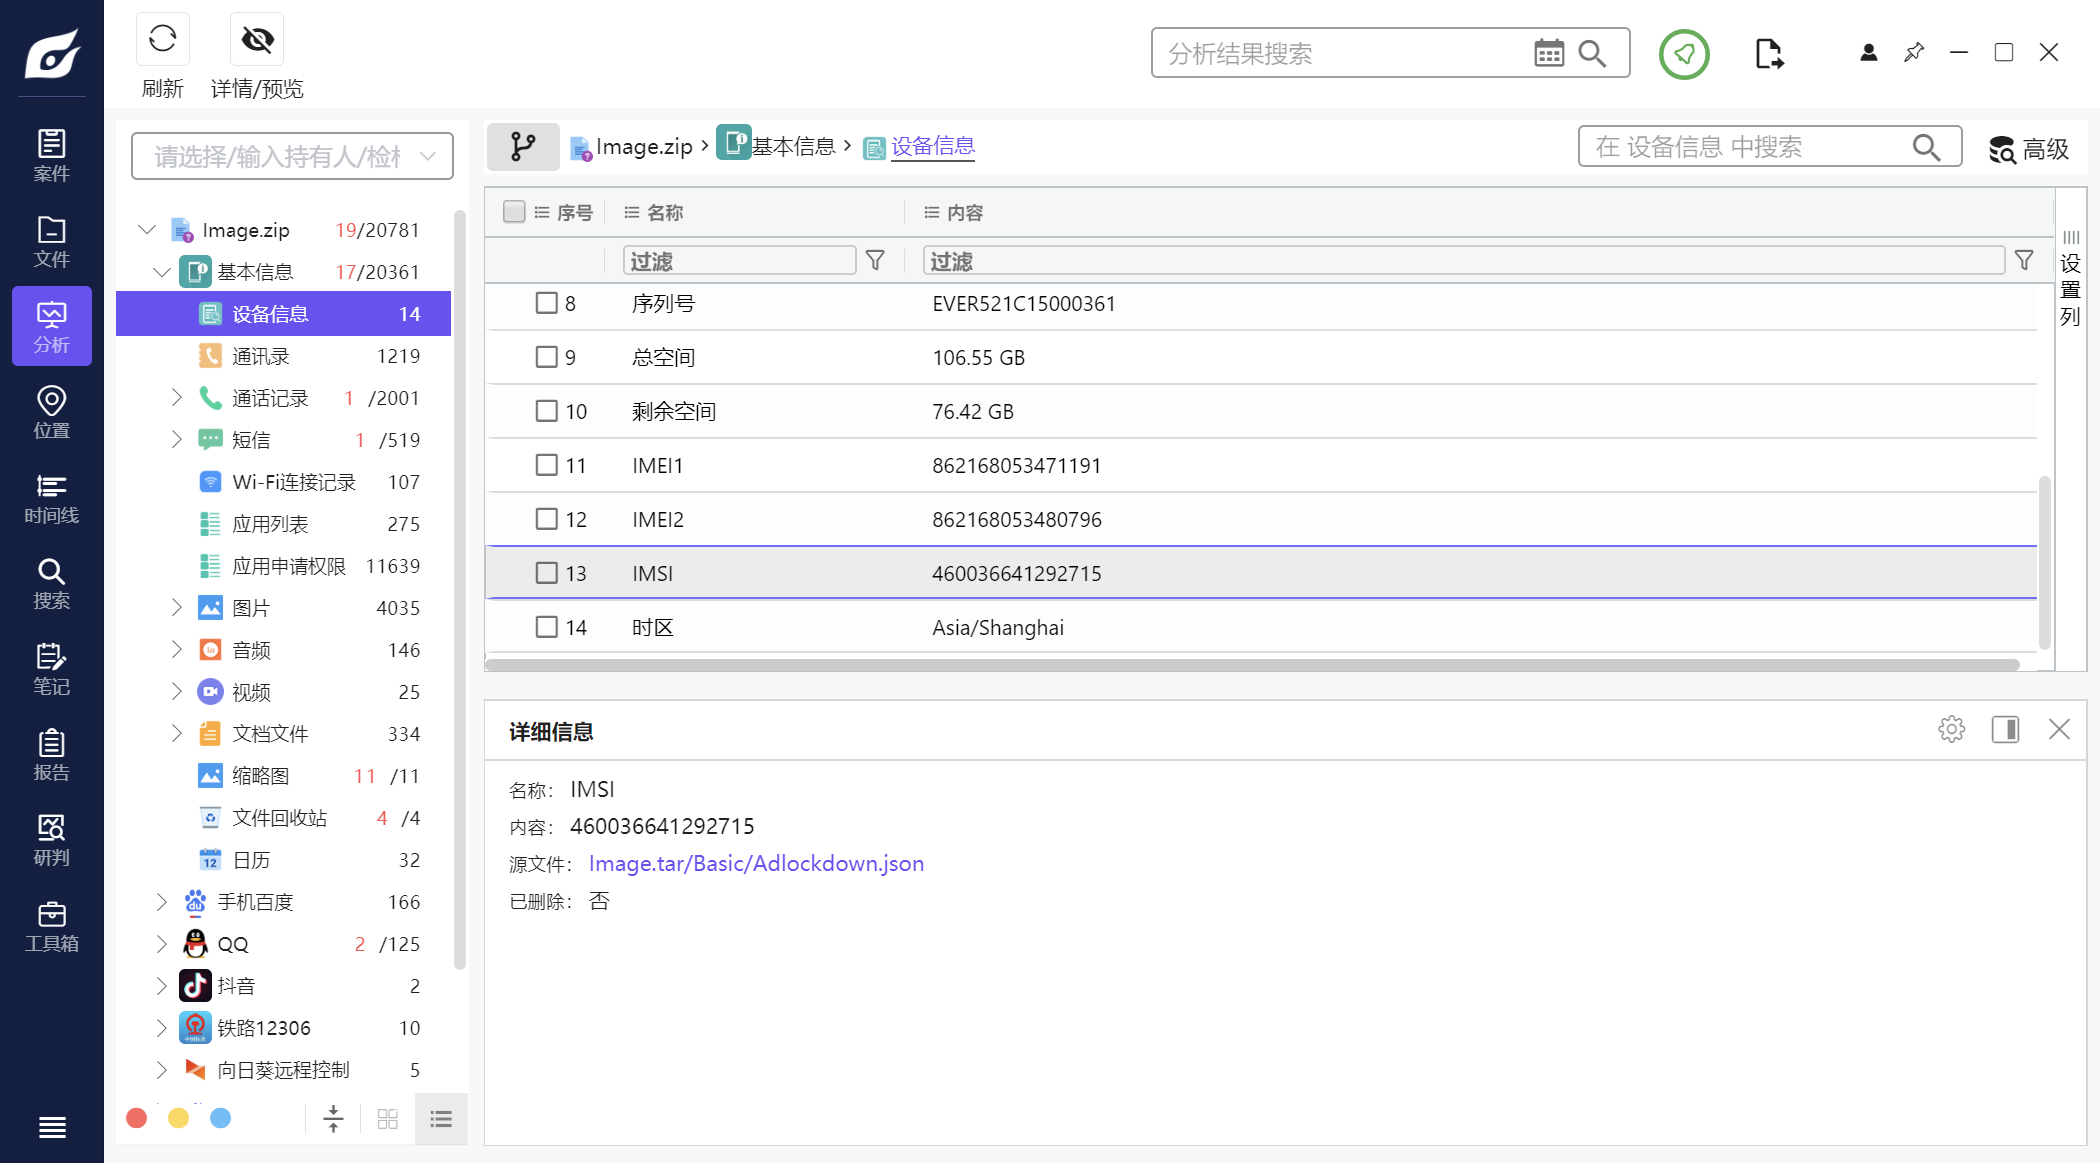 刷新
详情/预览
分析结果搜索
案件
文件
分析
位置
时间线
搜索
笔记
报告
研判
工具箱
请选择/输入持有人/检材
Image.zip 19/20781
基本信息 17/20361
设备信息 14
通讯录 1219
通话记录 1 /2001
短信 1 /519
Wi-Fi连接记录 107
应用列表 275
应用申请权限 11639
图片 4035
音频 146
视频 25
文档文件 334
缩略图 11 /11
文件回收站 4 /4
日历 32
手机百度 166
QQ 2 /125
抖音 2
铁路12306 10
向日葵远程控制 5
Image.zip › 基本信息 › 设备信息
在 设备信息 中搜索
高级
序号 名称 内容
过滤 过滤
8 序列号 EVER521C15000361
9 总空间 106.55 GB
10 剩余空间 76.42 GB
11 IMEI1 862168053471191
12 IMEI2 862168053480796
13 IMSI 460036641292715
14 时区 Asia/Shanghai
设置列
详细信息
名称: IMSI
内容: 460036641292715
源文件: Image.tar/Basic/Adlockdown.json
已删除: 否